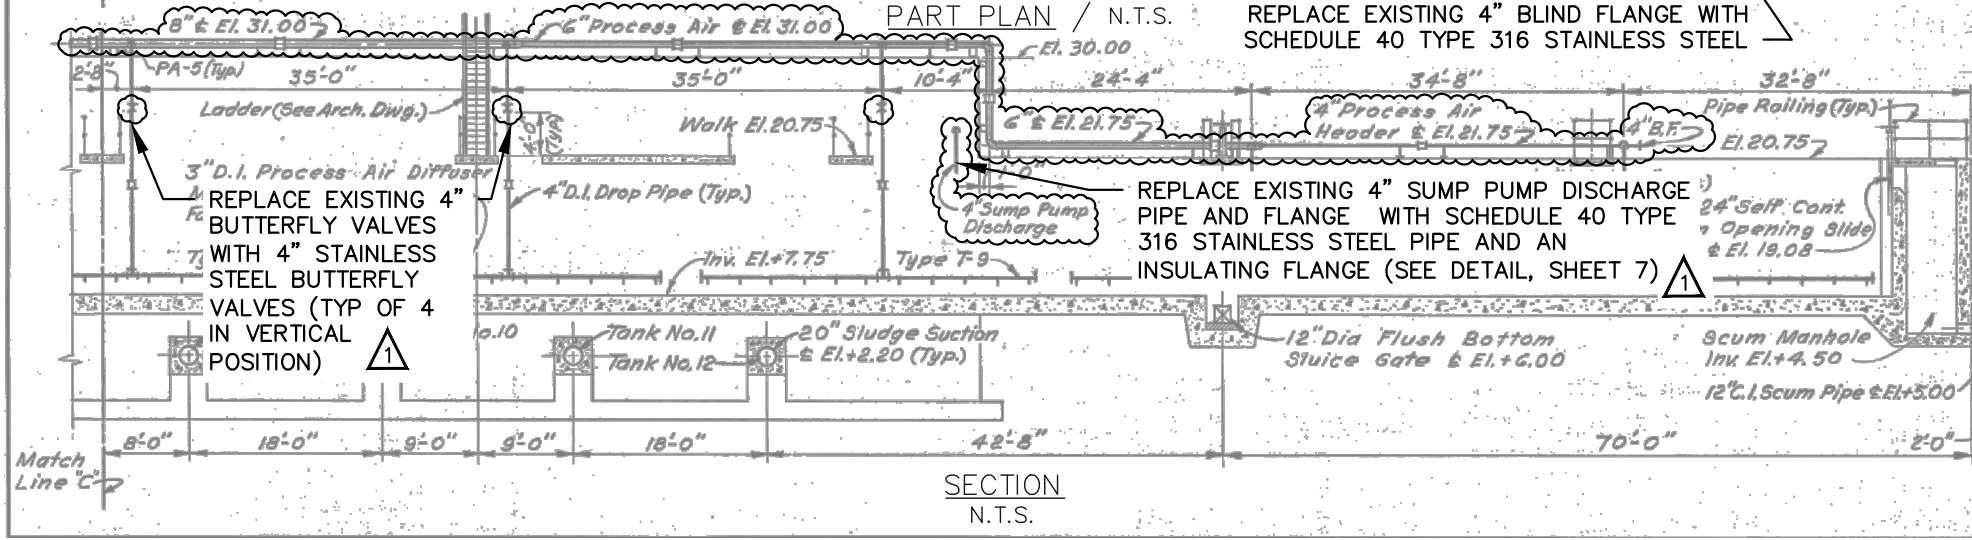 PART PLAN / N.T.S.
REPLACE EXISTING 4" BLIND FLANGE WITH
SCHEDULE 40 TYPE 316 STAINLESS STEEL
8" ℄ El. 31.00
6" Process Air ℄ El. 31.00
El. 30.00
2'-8"
PA-5 (Typ.)
35'-0"
35'-0"
10'-4"
24'-4"
34'-8"
32'-8"
Ladder (See Arch. Dwg.)
(Typ)
Walk El. 20.75
6" ℄ El. 21.75
4" Process Air
Header ℄ El. 21.75
4" B.F.
Pipe Railing (Typ.)
El. 20.75
3" D.I. Process Air Diffuser
REPLACE EXISTING 4"
BUTTERFLY VALVES
WITH 4" STAINLESS
STEEL BUTTERFLY
VALVES (TYP OF 4
IN VERTICAL
POSITION)
1
4" D.I. Drop Pipe (Typ.)
4" Sump Pump
Discharge
REPLACE EXISTING 4" SUMP PUMP DISCHARGE
PIPE AND FLANGE WITH SCHEDULE 40 TYPE
316 STAINLESS STEEL PIPE AND AN
INSULATING FLANGE (SEE DETAIL, SHEET 7)
1
24" Self Cont.
Opening Slide
℄ El. 19.08
Inv. El. +7.75
Type T-9
o.10
Tank No. 11
Tank No. 12
20" Sludge Suction
℄ El. +2.20 (Typ.)
12" Dia Flush Bottom
Sluice Gate ℄ El. +6.00
Scum Manhole
Inv. El. +4.50
12" C.I. Scum Pipe ℄ El. +5.00
8'-0"
18'-0"
9'-0"
9'-0"
18'-0"
42'-8"
70'-0"
2'-0"
Match
Line "C"
SECTION
N.T.S.